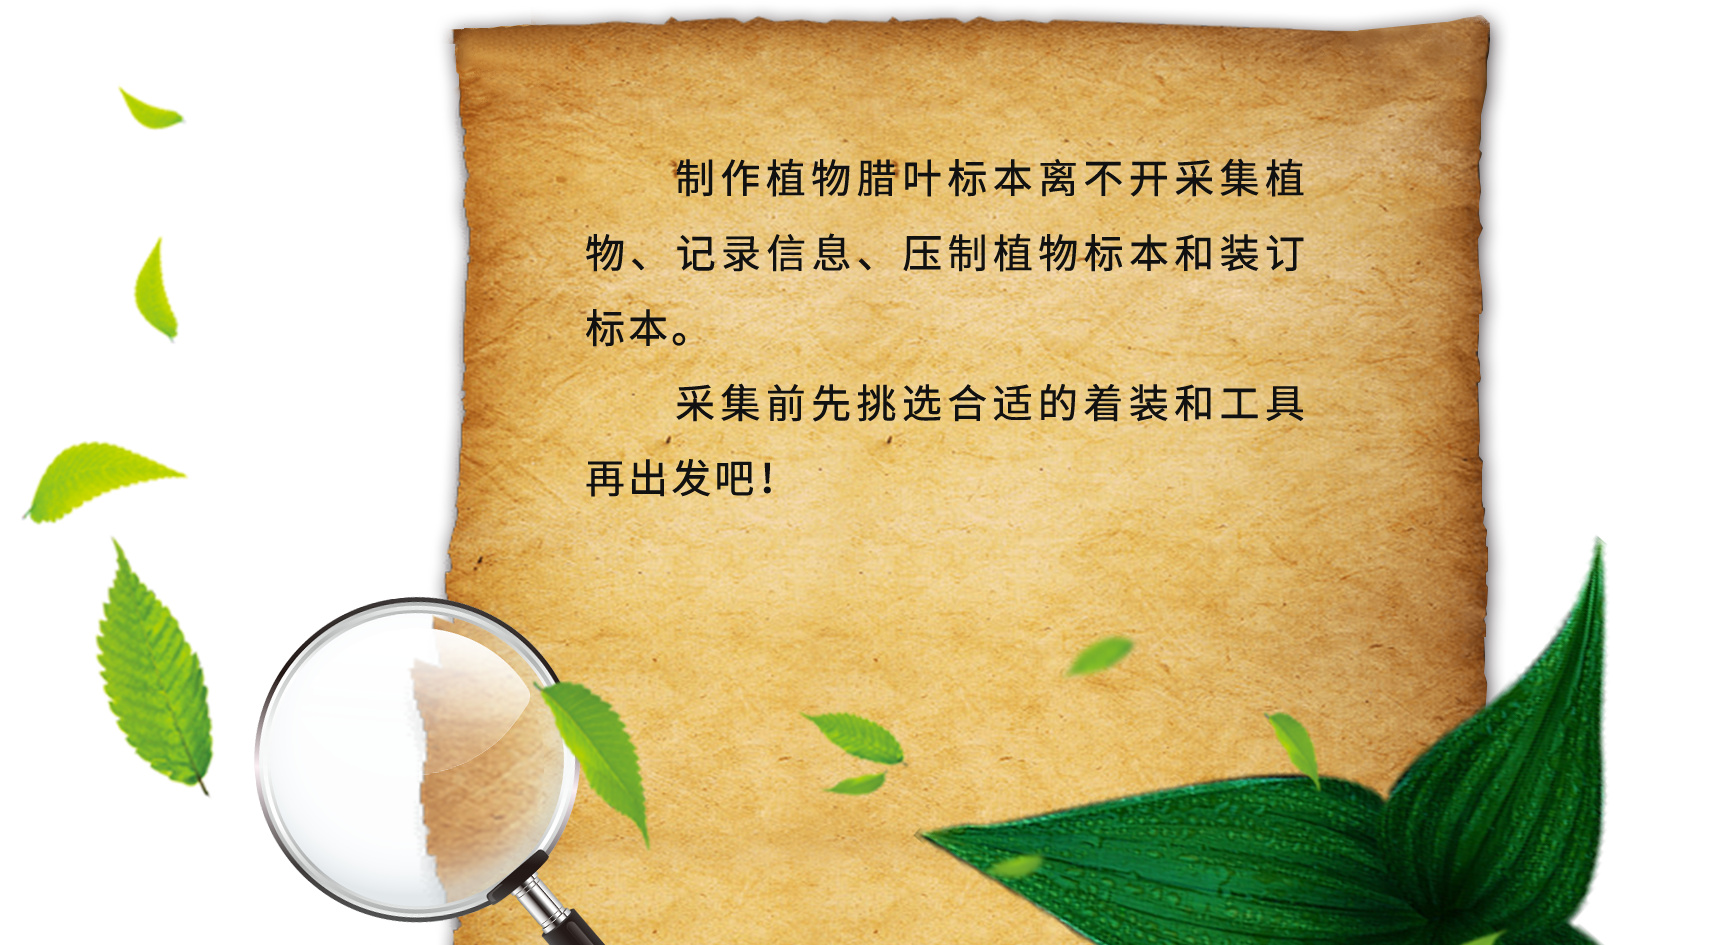 制作植物腊叶标本离不开采集植
物、记录信息、压制植物标本和装订
标本。
采集前先挑选合适的着装和工具
再出发吧！